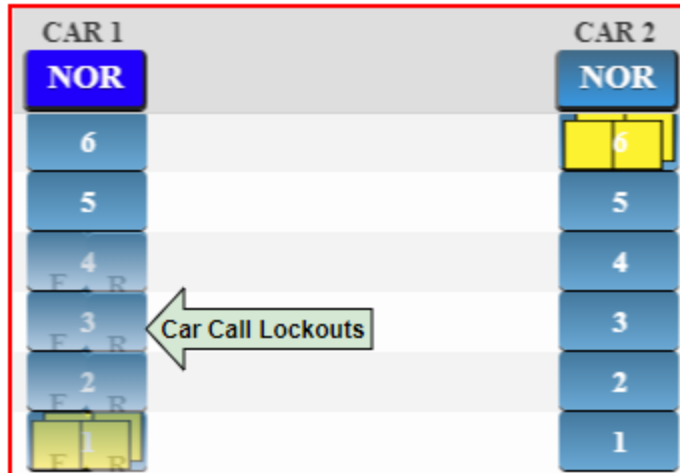 CAR 1 CAR 2
NOR NOR
6 6
5 5
4 4
F R
3 Car Call Lockouts 3
F R
2 2
F R
1 1
F R